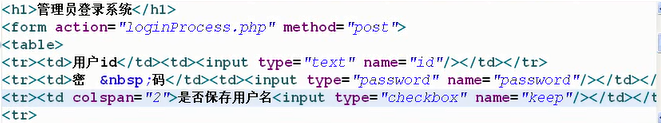 <h1>管理员登录系统</h1>
<form action="loginProcess.php" method="post">
<table>
<tr><td>用户id</td><td><input type="text" name="id"/></td></tr>
<tr><td>密 &nbsp;码</td><td><input type="password" name="password"/></td></
<tr><td colspan="2">是否保存用户名<input type="checkbox" name="keep"/></td></t
<tr>